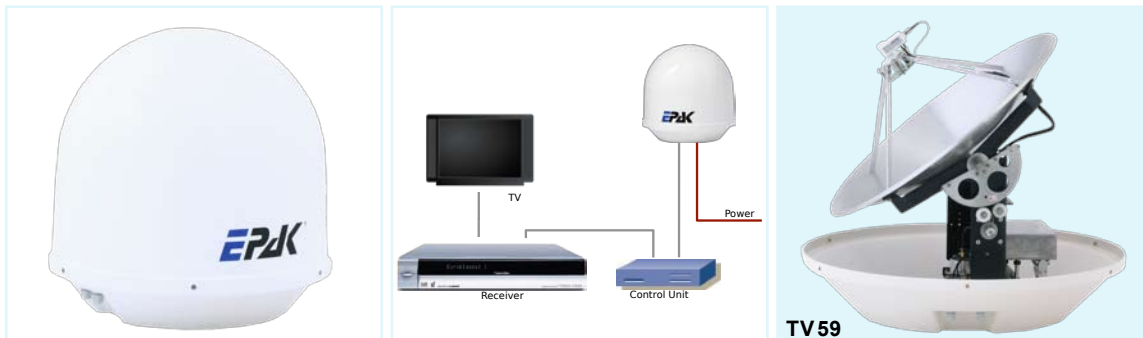 EPAK
EPAK
TV
Power
Receiver
Control Unit
TV 59